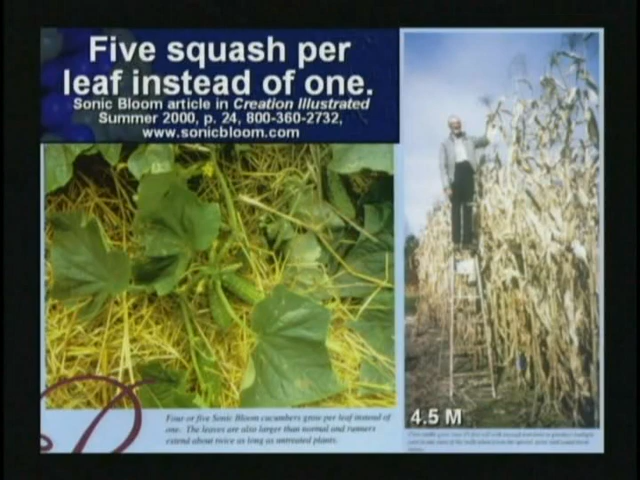 Five squash per
leaf instead of one.
Sonic Bloom article in Creation Illustrated
Summer 2000, p. 24, 800-360-2732,
www.sonicbloom.com
Four or five Sonic Bloom cucumbers grow per leaf instead of
one. The leaves are also larger than normal and runners
extend about twice as long as untreated plants.
4.5 M